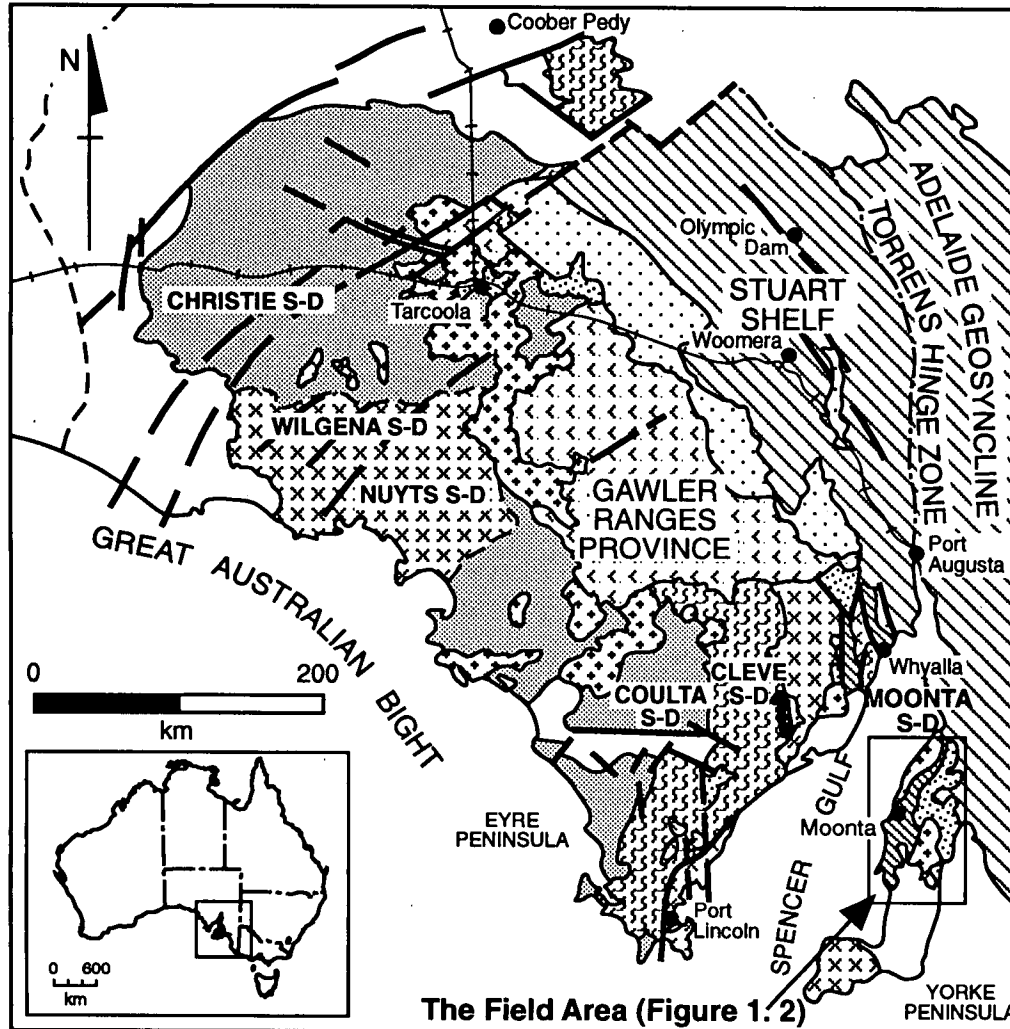 Coober Pedy
N
ADELAIDE GEOSYNCLINE
TORRENS HINGE ZONE
Olympic
Dam
CHRISTIE S-D
STUART
SHELF
Tarcoola
Woomera
WILGENA S-D
NUYTS S-D
GAWLER
RANGES
PROVINCE
Port
Augusta
GREAT AUSTRALIAN BIGHT
0 200
km
Whyalla
CLEVE
S-D
COULTA
S-D
MOONTA
S-D
EYRE
PENINSULA
SPENCER GULF
Moonta
Port
Lincoln
0 600
km
YORKE
PENINSULA
The Field Area (Figure 1. 2)